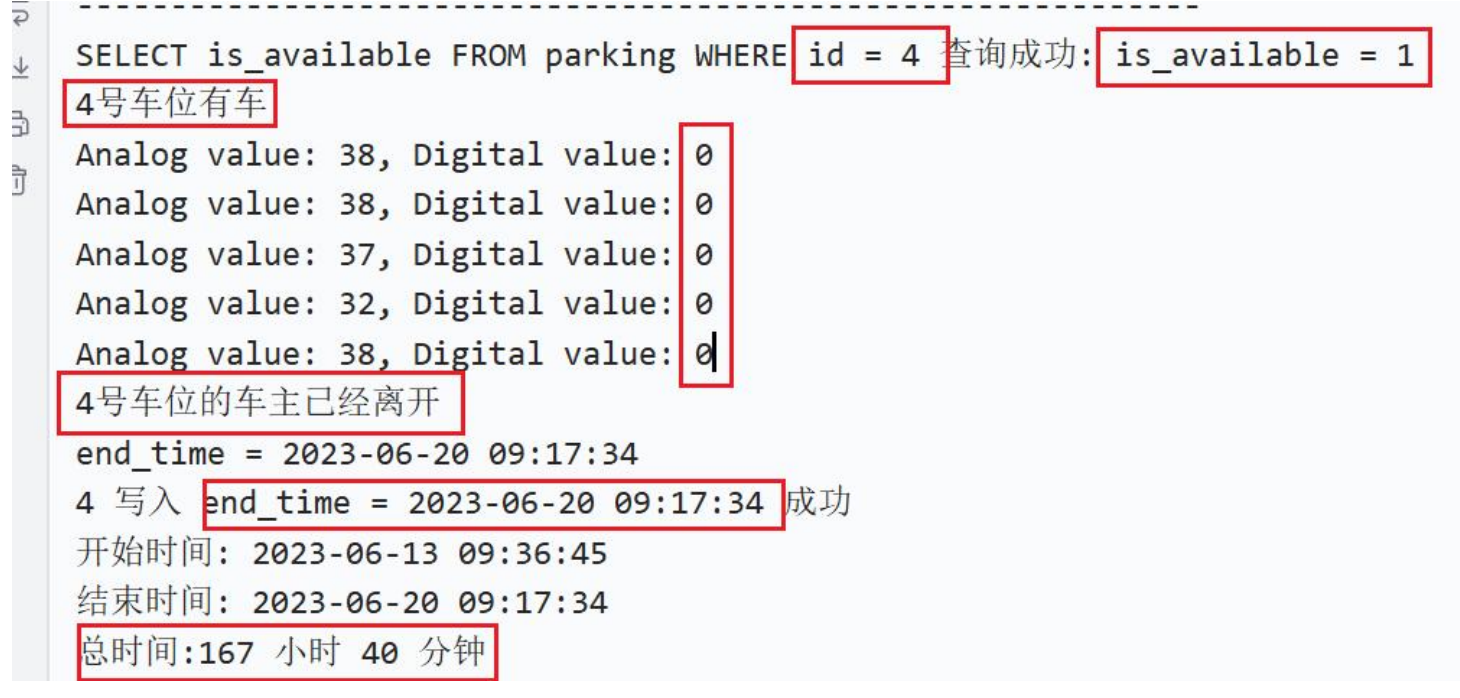 ------------------------------------------------------
SELECT is_available FROM parking WHERE id = 4 查询成功: is_available = 1
4号车位有车
Analog value: 38, Digital value: 0
Analog value: 38, Digital value: 0
Analog value: 37, Digital value: 0
Analog value: 32, Digital value: 0
Analog value: 38, Digital value: 0
4号车位的车主已经离开
end_time = 2023-06-20 09:17:34
4 写入 end_time = 2023-06-20 09:17:34 成功
开始时间: 2023-06-13 09:36:45
结束时间: 2023-06-20 09:17:34
总时间:167 小时 40 分钟